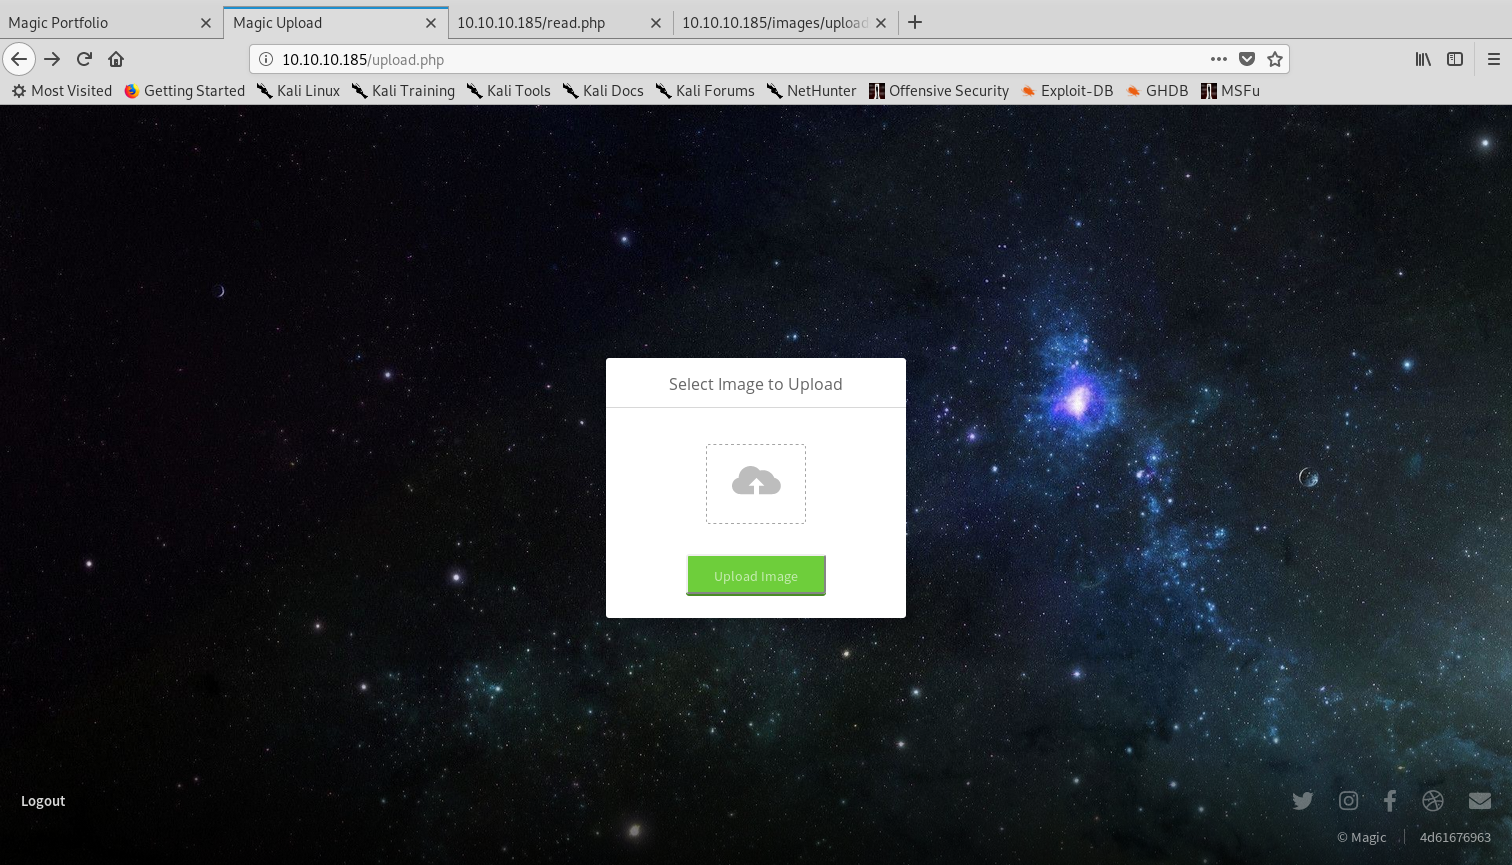 Magic Portfolio
Magic Upload
10.10.10.185/read.php
10.10.10.185/images/upload
10.10.10.185/upload.php
Most Visited Getting Started Kali Linux Kali Training Kali Tools Kali Docs Kali Forums NetHunter Offensive Security Exploit-DB GHDB MSFu
Select Image to Upload
Upload Image
Logout
© Magic 4d61676963